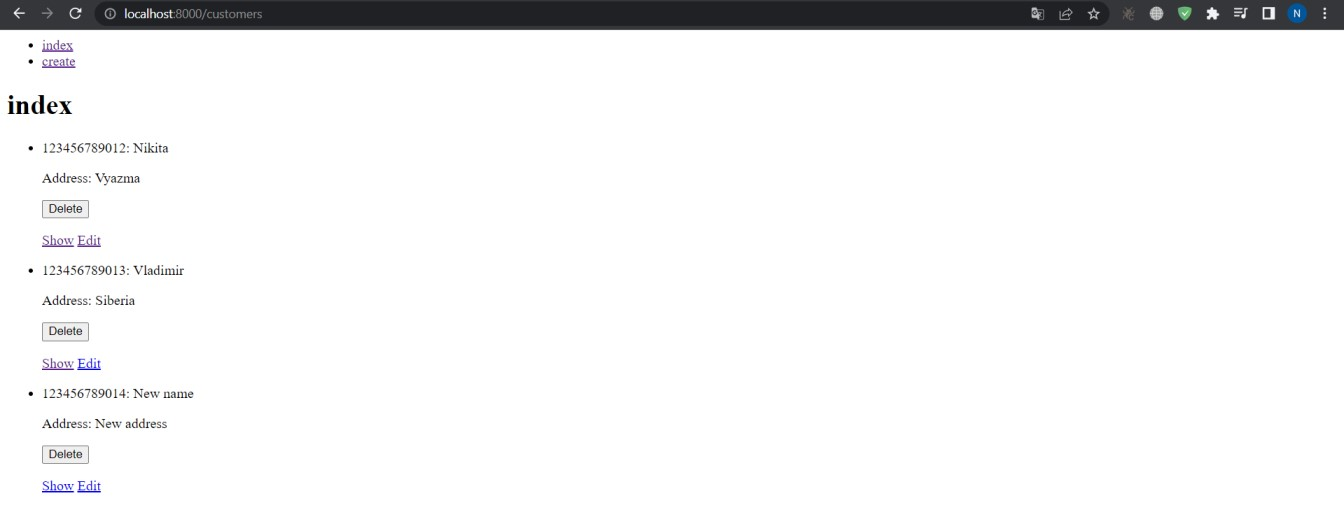 localhost:8000/customers
N
index
create
index
123456789012: Nikita
Address: Vyazma
Delete
Show Edit
123456789013: Vladimir
Address: Siberia
Delete
Show Edit
123456789014: New name
Address: New address
Delete
Show Edit